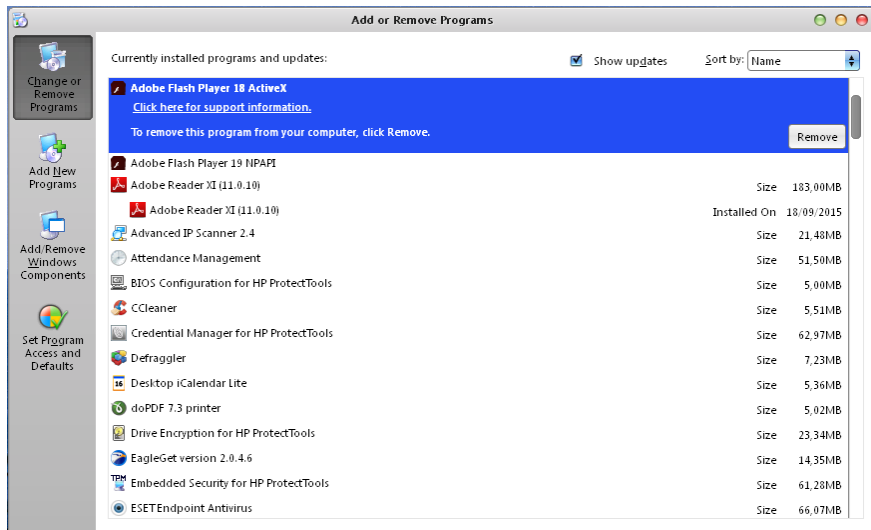 Add or Remove Programs
Change or
Remove
Programs
Add New
Programs
Add/Remove
Windows
Components
Set Program
Access and
Defaults
Currently installed programs and updates:
Show updates
Sort by: Name
Adobe Flash Player 18 ActiveX
Click here for support information.
To remove this program from your computer, click Remove.
Remove
Adobe Flash Player 19 NPAPI
Adobe Reader XI (11.0.10) Size 183,00MB
Adobe Reader XI (11.0.10) Installed On 18/09/2015
Advanced IP Scanner 2.4 Size 21,48MB
Attendance Management Size 51,50MB
BIOS Configuration for HP ProtectTools Size 5,00MB
CCleaner Size 5,51MB
Credential Manager for HP ProtectTools Size 62,97MB
Defraggler Size 7,23MB
16 Desktop iCalendar Lite Size 5,36MB
doPDF 7.3 printer Size 5,02MB
Drive Encryption for HP ProtectTools Size 23,34MB
EagleGet version 2.0.4.6 Size 14,35MB
TPM Embedded Security for HP ProtectTools Size 61,28MB
ESET Endpoint Antivirus Size 66,07MB